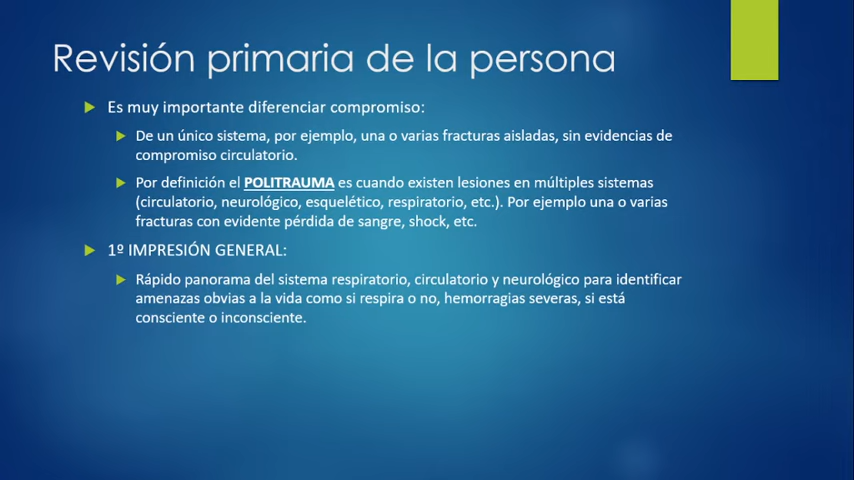 Revisión primaria de la persona
Es muy importante diferenciar compromiso:
De un único sistema, por ejemplo, una o varias fracturas aisladas, sin evidencias de
compromiso circulatorio.
Por definición el POLITRAUMA es cuando existen lesiones en múltiples sistemas
(circulatorio, neurológico, esquelético, respiratorio, etc.). Por ejemplo una o varias
fracturas con evidente pérdida de sangre, shock, etc.
1º IMPRESIÓN GENERAL:
Rápido panorama del sistema respiratorio, circulatorio y neurológico para identificar
amenazas obvias a la vida como si respira o no, hemorragias severas, si está
consciente o inconsciente.